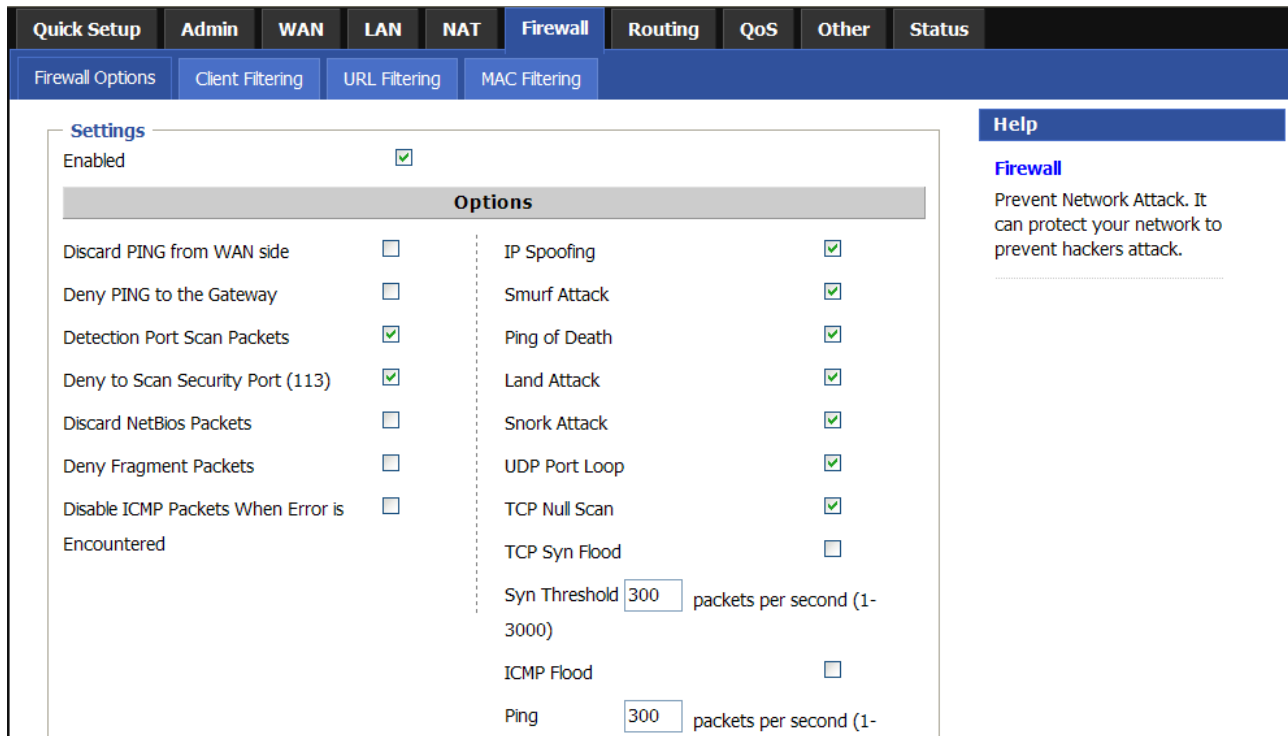 Quick Setup Admin WAN LAN NAT Firewall Routing QoS Other Status
Firewall Options Client Filtering URL Filtering MAC Filtering
Settings
Enabled
Options
Discard PING from WAN side
Deny PING to the Gateway
Detection Port Scan Packets
Deny to Scan Security Port (113)
Discard NetBios Packets
Deny Fragment Packets
Disable ICMP Packets When Error is
Encountered
IP Spoofing
Smurf Attack
Ping of Death
Land Attack
Snork Attack
UDP Port Loop
TCP Null Scan
TCP Syn Flood
Syn Threshold 300 packets per second (1-
3000)
ICMP Flood
Ping 300 packets per second (1-
Help
Firewall
Prevent Network Attack. It
can protect your network to
prevent hackers attack.